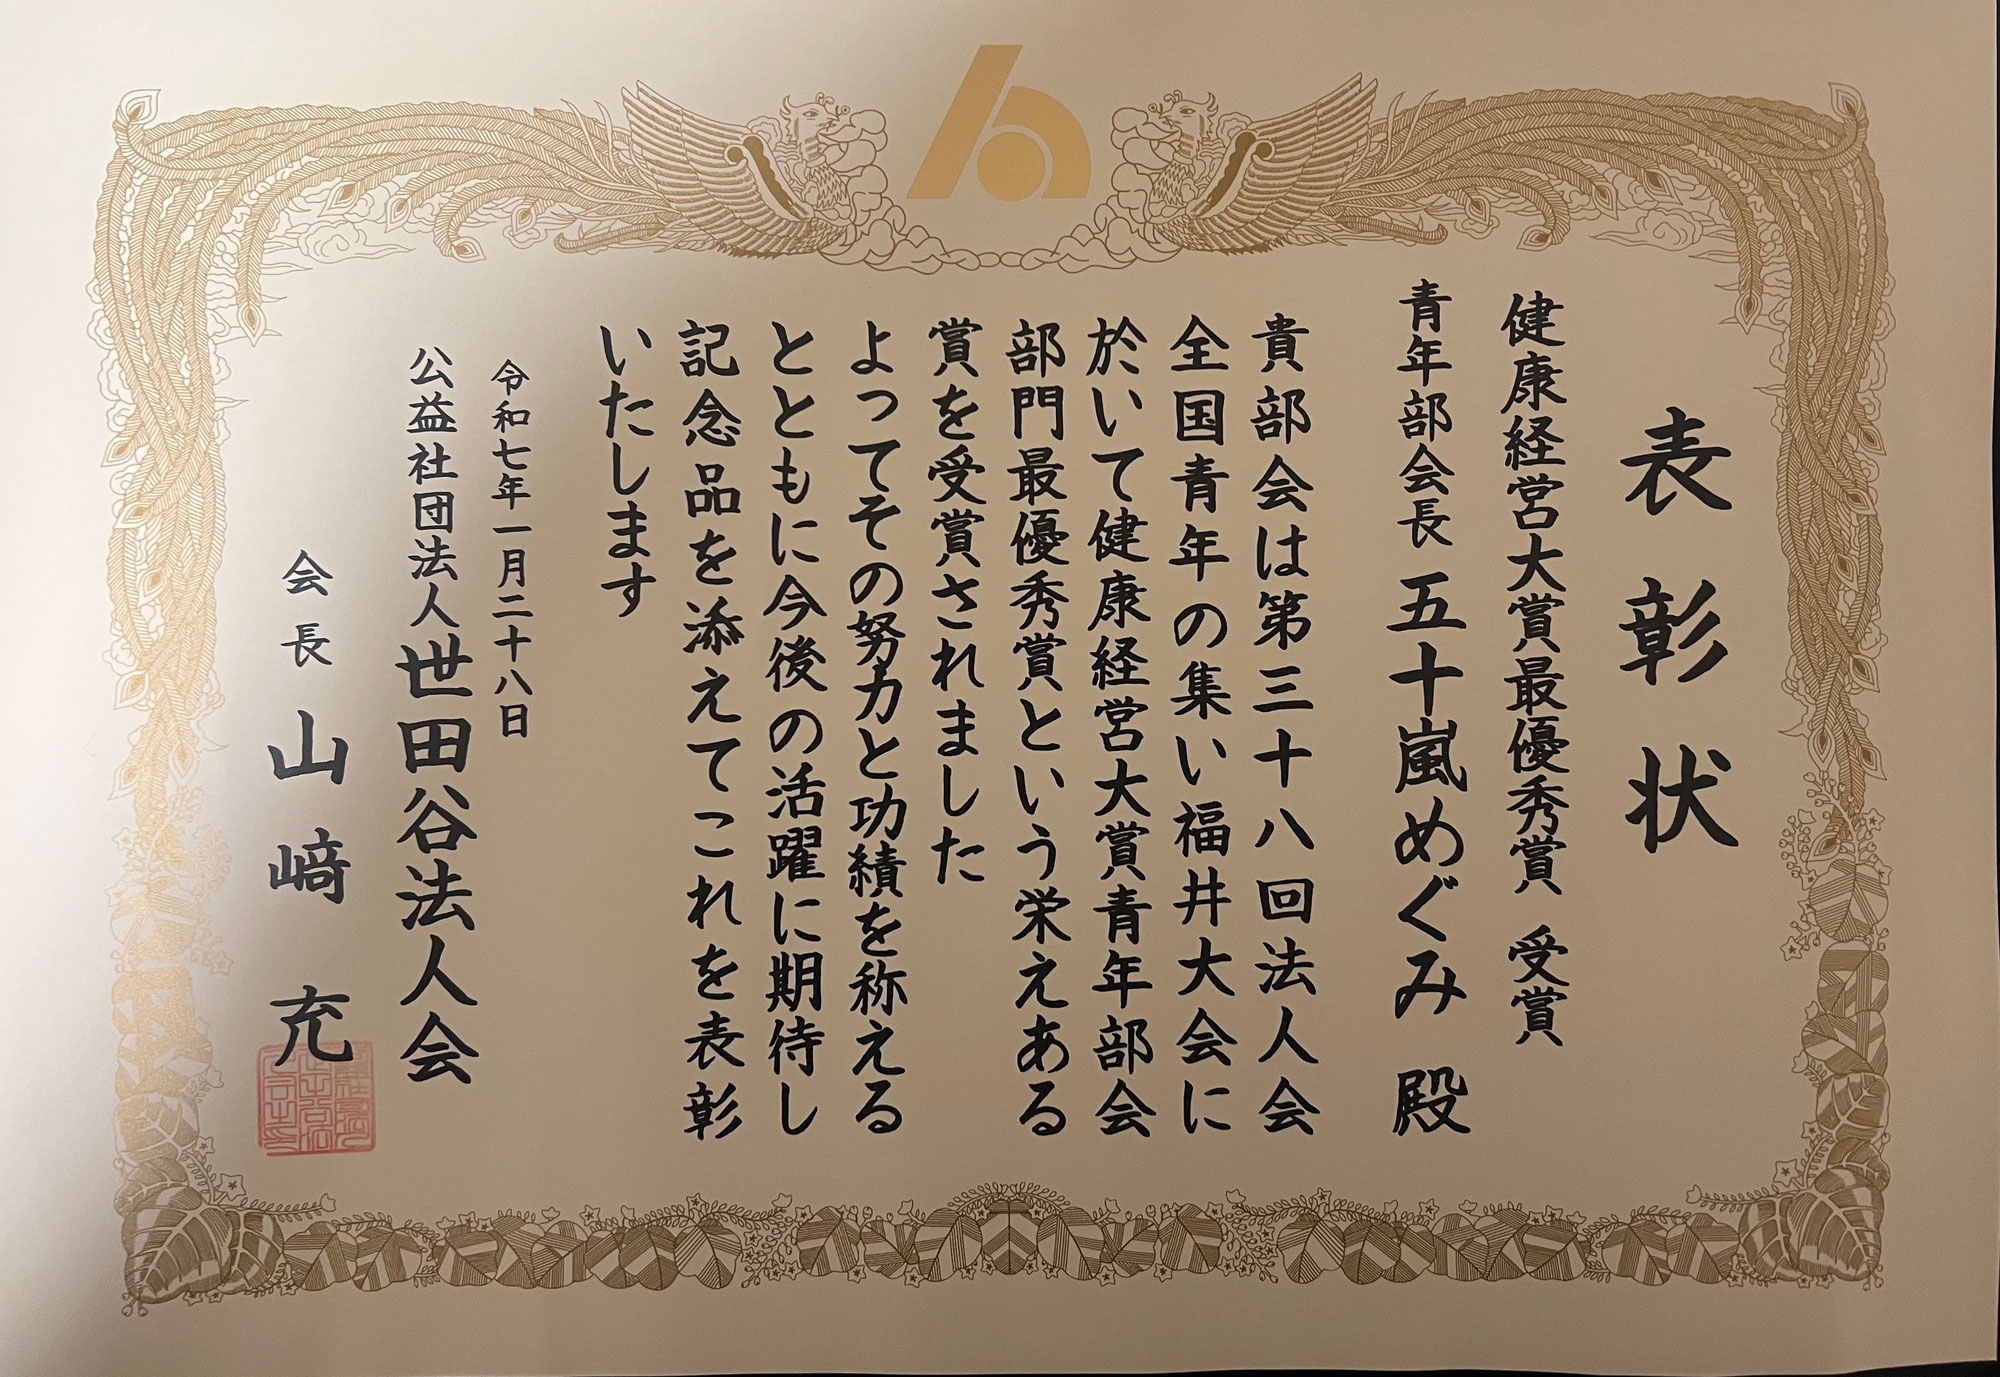 表彰状
健康経営大賞最優秀賞 受賞
青年部会長 五十嵐めぐみ 殿
貴部会は第三十八回法人会
全国青年の集い福井大会に
於いて健康経営大賞青年部会
部門最優秀賞という栄えある
賞を受賞されました
よってその努力と功績を称える
とともに今後の活躍に期待し
記念品を添えてこれを表彰
いたします
令和七年一月二十八日
公益社団法人世田谷法人会
会長 山﨑 充